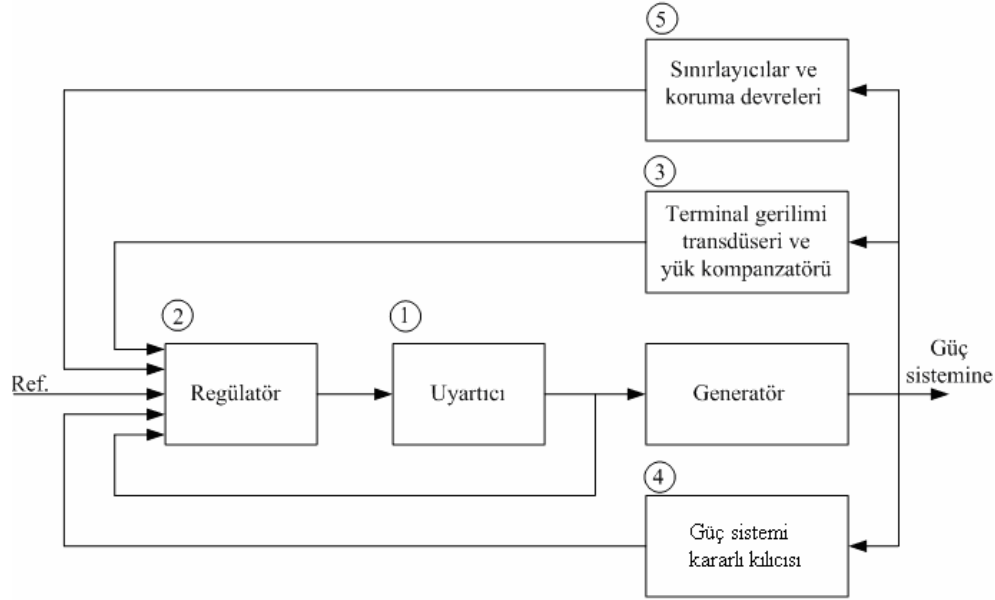 5
Sınırlayıcılar ve
koruma devreleri
3
Terminal gerilimi
transdüseri ve
yük kompanzatörü
2
1
Ref.
Regülatör
Uyartıcı
Generatör
Güç
sistemine
4
Güç sistemi
kararlı kılıcısı